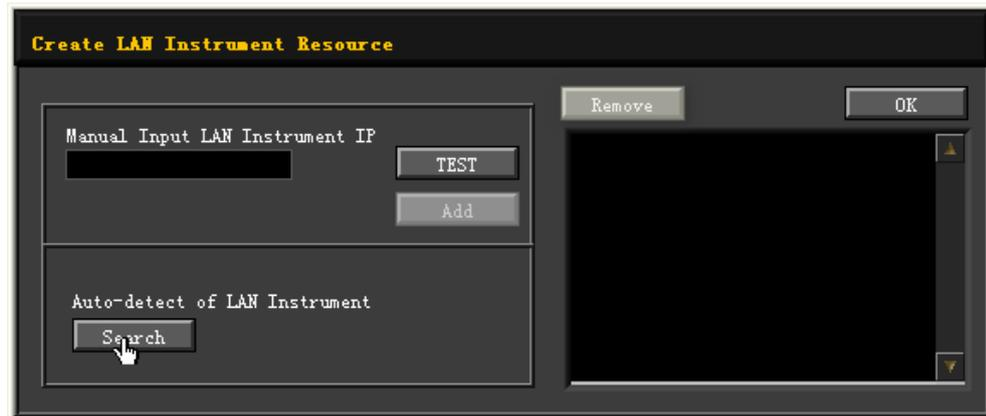 Create LAN Instrument Resource
Remove
OK
Manual Input LAN Instrument IP
TEST
Add
Auto-detect of LAN Instrument
Search